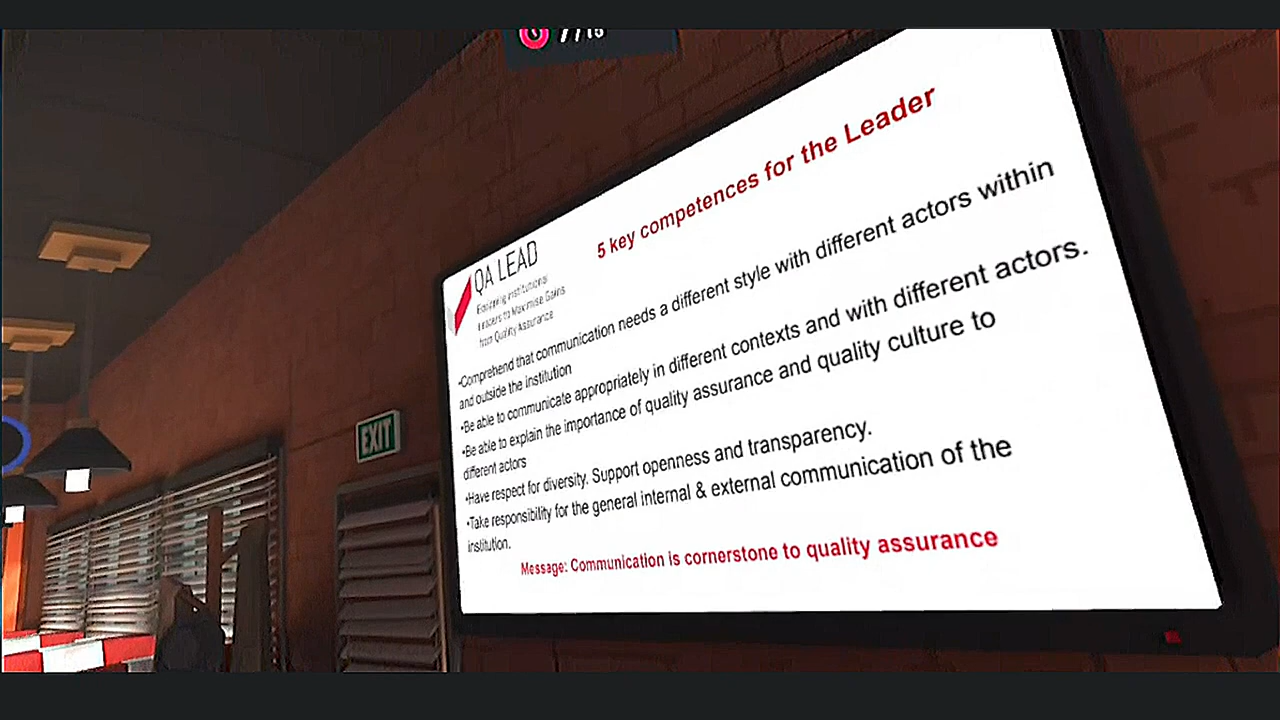 7/15
5 key competences for the Leader
QA LEAD
Engineering Institutional
Leaders to Maximise Gains
from Quality Assurance
•Comprehend that communication needs a different style with different actors within
and outside the institution
•Be able to communicate appropriately in different contexts and with different actors.
•Be able to explain the importance of quality assurance and quality culture to
different actors
•Have respect for diversity. Support openness and transparency.
•Take responsibility for the general internal & external communication of the
institution.
Message: Communication is cornerstone to quality assurance
EXIT